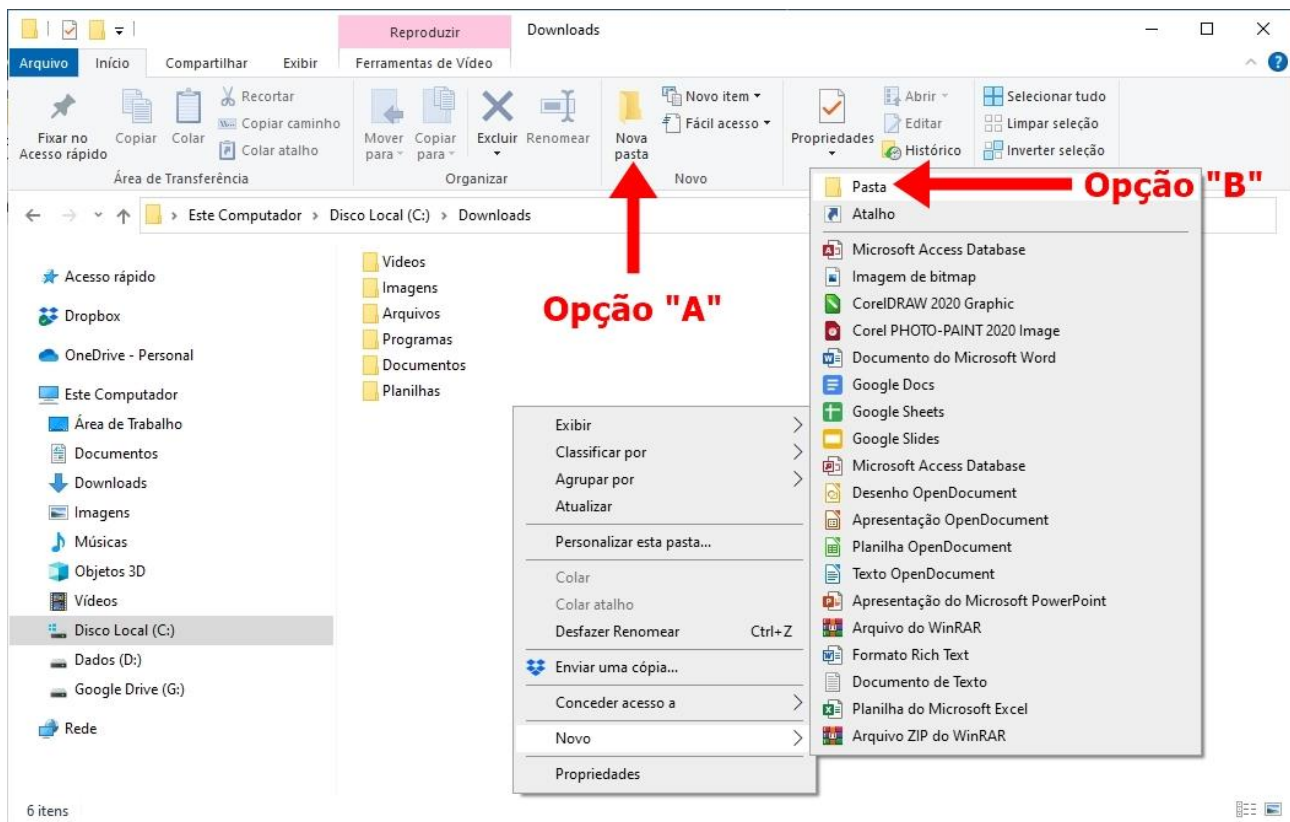 Reproduzir
Downloads
Arquivo
Início
Compartilhar
Exibir
Ferramentas de Vídeo
Fixar no
Acesso rápido
Copiar
Colar
Recortar
Copiar caminho
Colar atalho
Área de Transferência
Mover
para
Copiar
para
Excluir
Renomear
Organizar
Nova
pasta
Novo item
Fácil acesso
Novo
Propriedades
Abrir
Editar
Histórico
Selecionar tudo
Limpar seleção
Inverter seleção
Este Computador > Disco Local (C:) > Downloads
Acesso rápido
Dropbox
OneDrive - Personal
Este Computador
Área de Trabalho
Documentos
Downloads
Imagens
Músicas
Objetos 3D
Vídeos
Disco Local (C:)
Dados (D:)
Google Drive (G:)
Rede
6 itens
Videos
Imagens
Arquivos
Programas
Documentos
Planilhas
Opção "A"
Exibir
Classificar por
Agrupar por
Atualizar
Personalizar esta pasta...
Colar
Colar atalho
Desfazer Renomear Ctrl+Z
Enviar uma cópia...
Conceder acesso a
Novo
Propriedades
Pasta
Opção "B"
Atalho
Microsoft Access Database
Imagem de bitmap
CorelDRAW 2020 Graphic
Corel PHOTO-PAINT 2020 Image
Documento do Microsoft Word
Google Docs
Google Sheets
Google Slides
Microsoft Access Database
Desenho OpenDocument
Apresentação OpenDocument
Planilha OpenDocument
Texto OpenDocument
Apresentação do Microsoft PowerPoint
Arquivo do WinRAR
Formato Rich Text
Documento de Texto
Planilha do Microsoft Excel
Arquivo ZIP do WinRAR